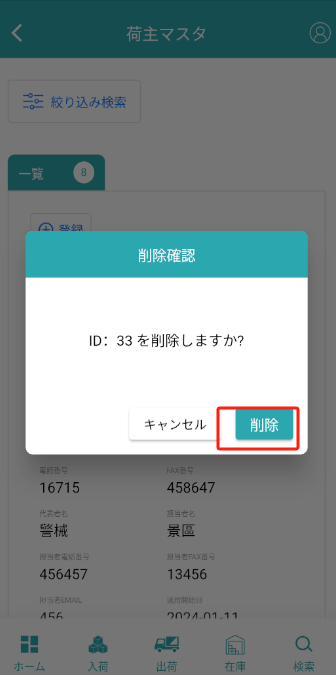 荷主マスタ
絞り込み検索
一覧 8
登録
削除確認
ID：33 を削除しますか?
キャンセル 削除
電話番号 FAX番号
16715 458647
代表者名 担当者名
警械 景區
担当者電話番号 担当者FAX番号
456457 13456
担当者EMAIL 適用開始日
456 2024-01-11
ホーム 入荷 出荷 在庫 検索